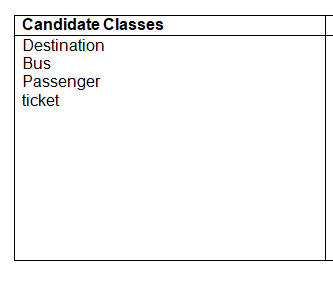 Candidate Classes
Destination
Bus
Passenger
ticket